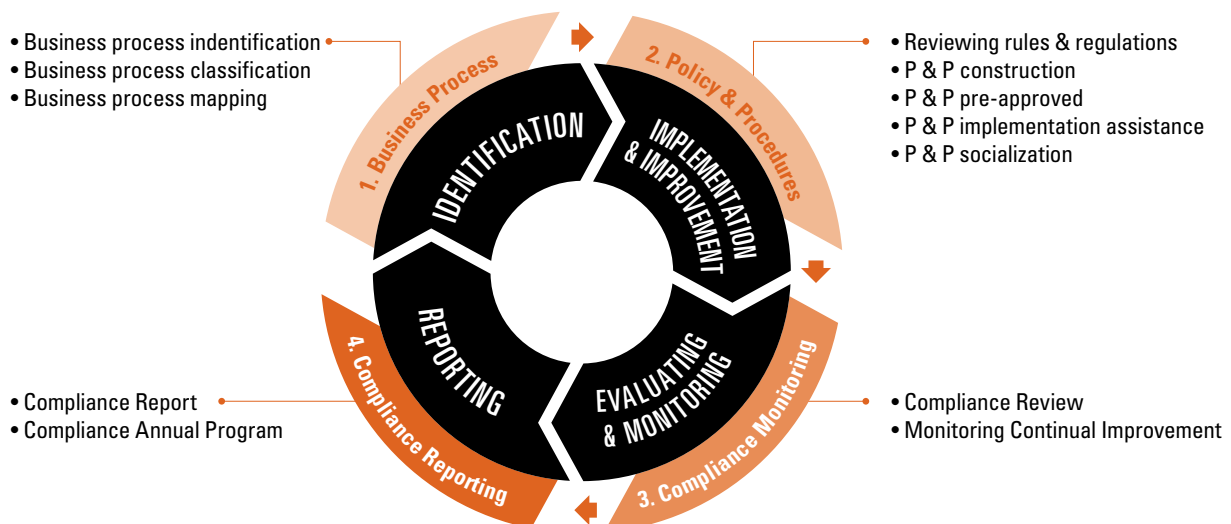 • Business process indentification
• Business process classification
• Business process mapping
1. Business Process
IDENTIFICATION
2. Policy & Procedures
IMPLEMENTATION
& IMPROVEMENT
• Reviewing rules & regulations
• P & P construction
• P & P pre-approved
• P & P implementation assistance
• P & P socialization
3. Compliance Monitoring
EVALUATING
& MONITORING
• Compliance Review
• Monitoring Continual Improvement
4. Compliance Reporting
REPORTING
• Compliance Report
• Compliance Annual Program